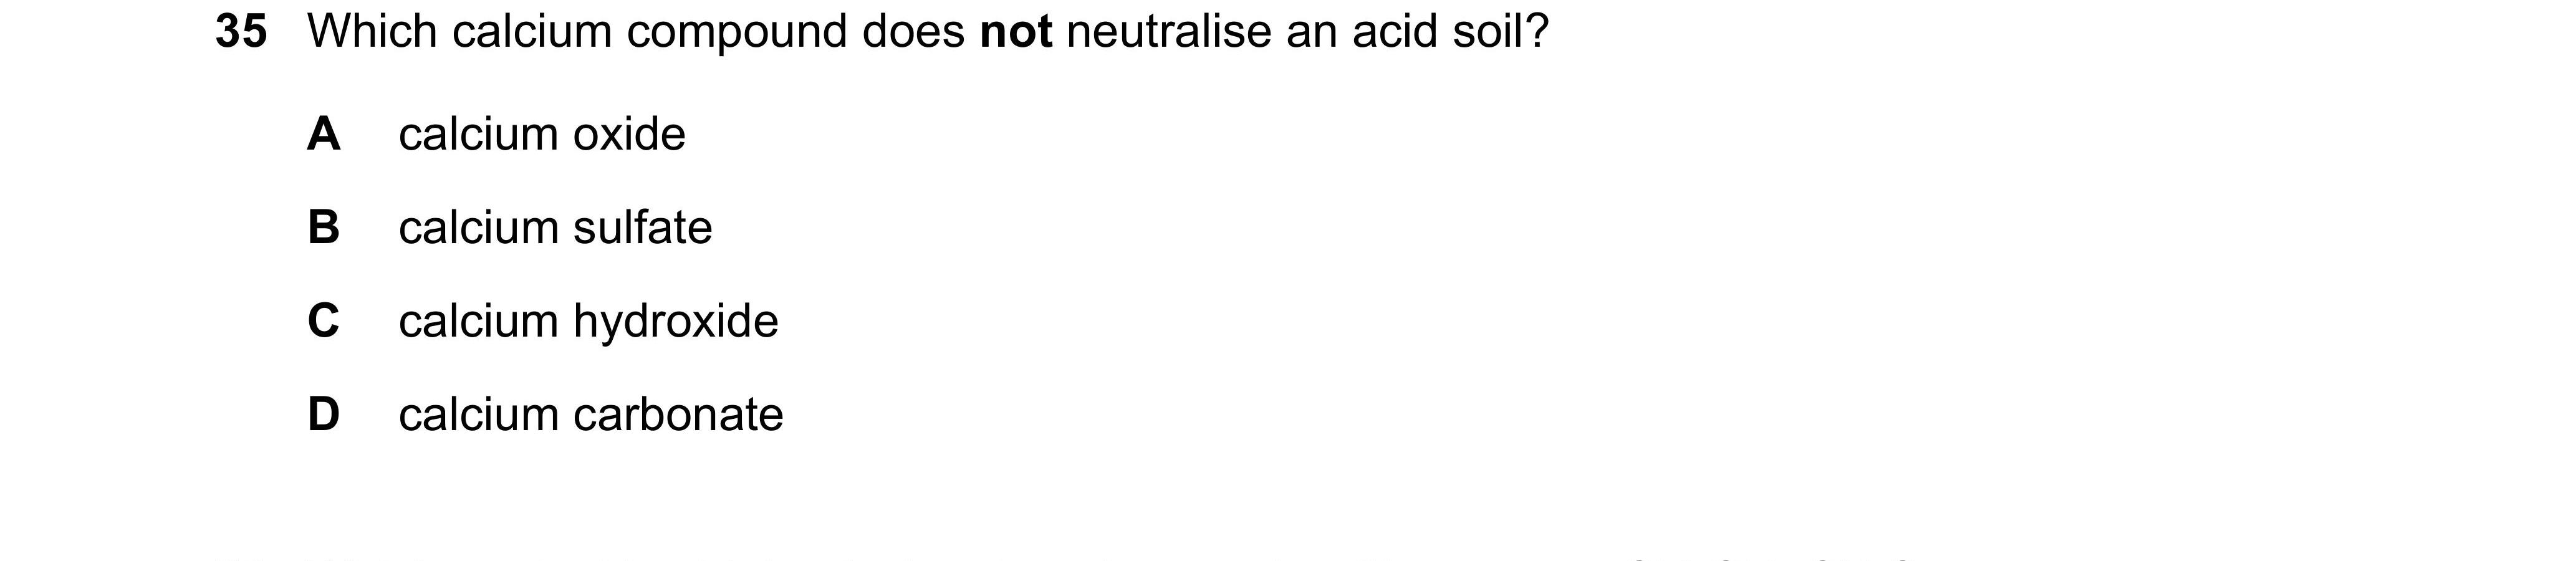 35 Which calcium compound does not neutralise an acid soil?
A calcium oxide
B calcium sulfate
C calcium hydroxide
D calcium carbonate